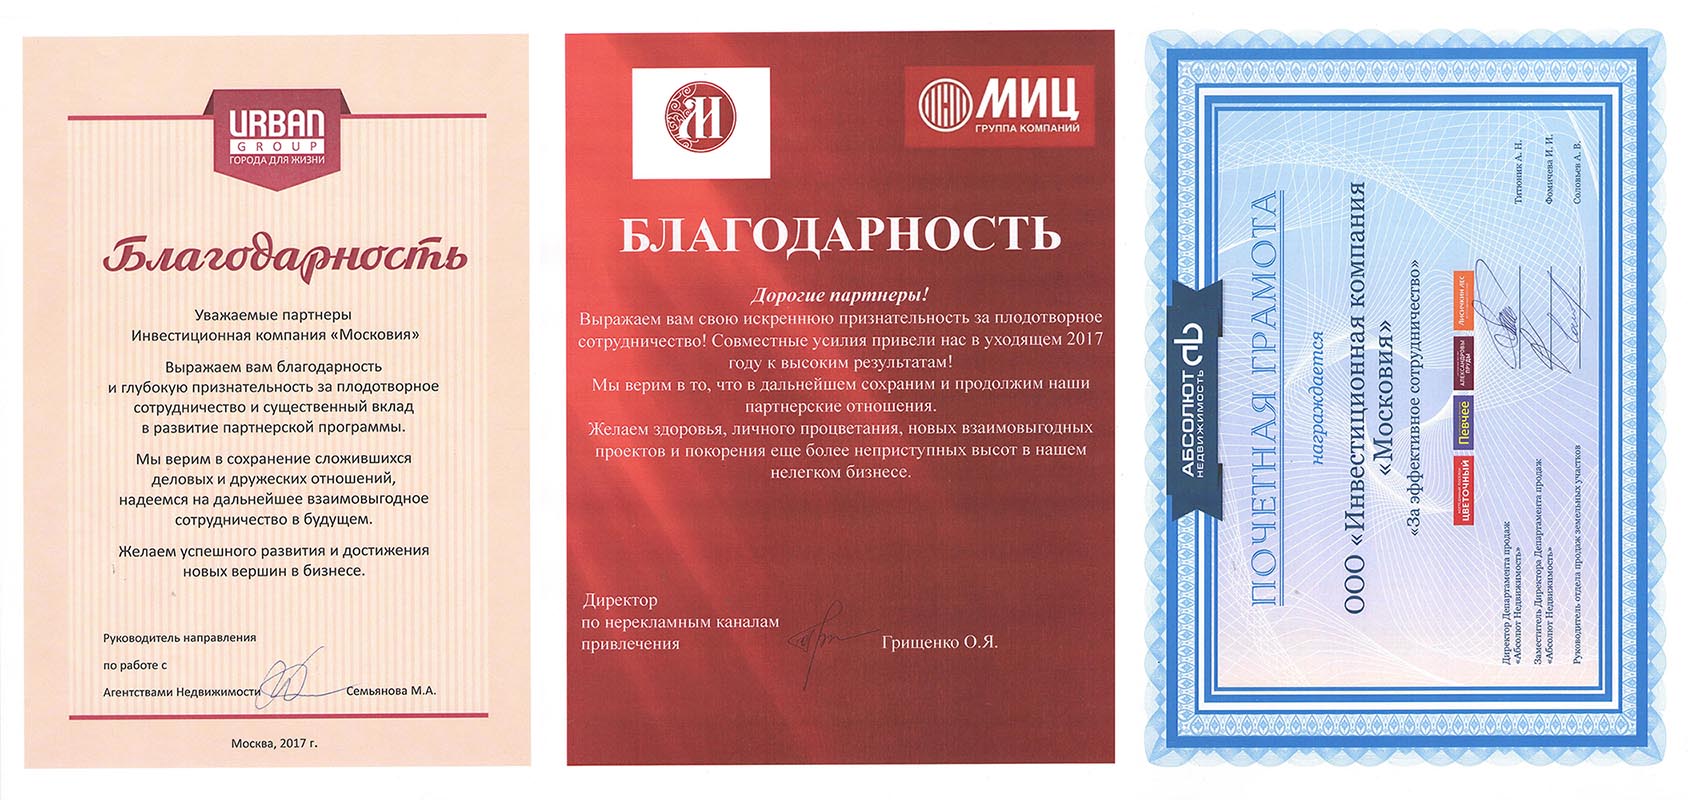 URBAN
GROUP
ГОРОДА ДЛЯ ЖИЗНИ
Благодарность
Уважаемые партнеры
Инвестиционная компания «Московия»
Выражаем вам благодарность
и глубокую признательность за плодотворное
сотрудничество и существенный вклад
в развитие партнерской программы.
Мы верим в сохранение сложившихся
деловых и дружеских отношений,
надеемся на дальнейшее взаимовыгодное
сотрудничество в будущем.
Желаем успешного развития и достижения
новых вершин в бизнесе.
Руководитель направления
по работе с
Агентствами Недвижимости Семьянова М.А.
Москва, 2017 г.
М
МИЦ
ГРУППА КОМПАНИЙ
БЛАГОДАРНОСТЬ
Дорогие партнеры!
Выражаем вам свою искреннюю признательность за плодотворное
сотрудничество! Совместные усилия привели нас в уходящем 2017
году к высоким результатам!
Мы верим в то, что в дальнейшем сохраним и продолжим наши
партнерские отношения.
Желаем здоровья, личного процветания, новых взаимовыгодных
проектов и покорения еще более неприступных высот в нашем
нелегком бизнесе.
Директор
по нерекламным каналам
привлечения Грищенко О.Я.
АБСОЛЮТ
НЕДВИЖИМОСТЬ
ПОЧЕТНАЯ ГРАМОТА
награждается
ООО «Инвестиционная компания
«Московия»
«За эффективное сотрудничество»
ЦВЕТОЧНЫЙ Певчее АЛЕКСАНДРОВЫ ПРУДЫ Лисички ЛЕС
Директор Департамента продаж
«Абсолют Недвижимость» Титюник А. Н.
Заместитель Директора Департамента продаж
«Абсолют Недвижимость» Фомичева И. И.
Руководитель отдела продаж земельных участков Соловьев А. В.